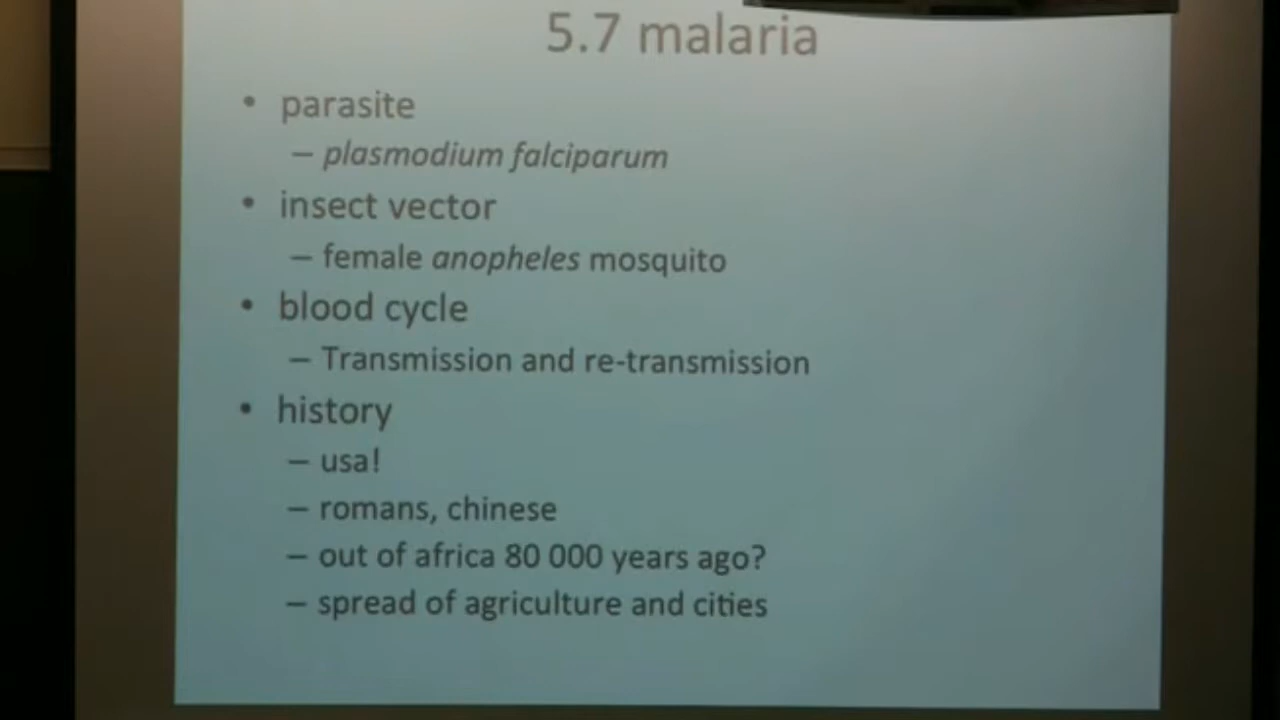 5.7 malaria
• parasite
– plasmodium falciparum
• insect vector
– female anopheles mosquito
• blood cycle
– Transmission and re-transmission
• history
– usa!
– romans, chinese
– out of africa 80 000 years ago?
– spread of agriculture and cities